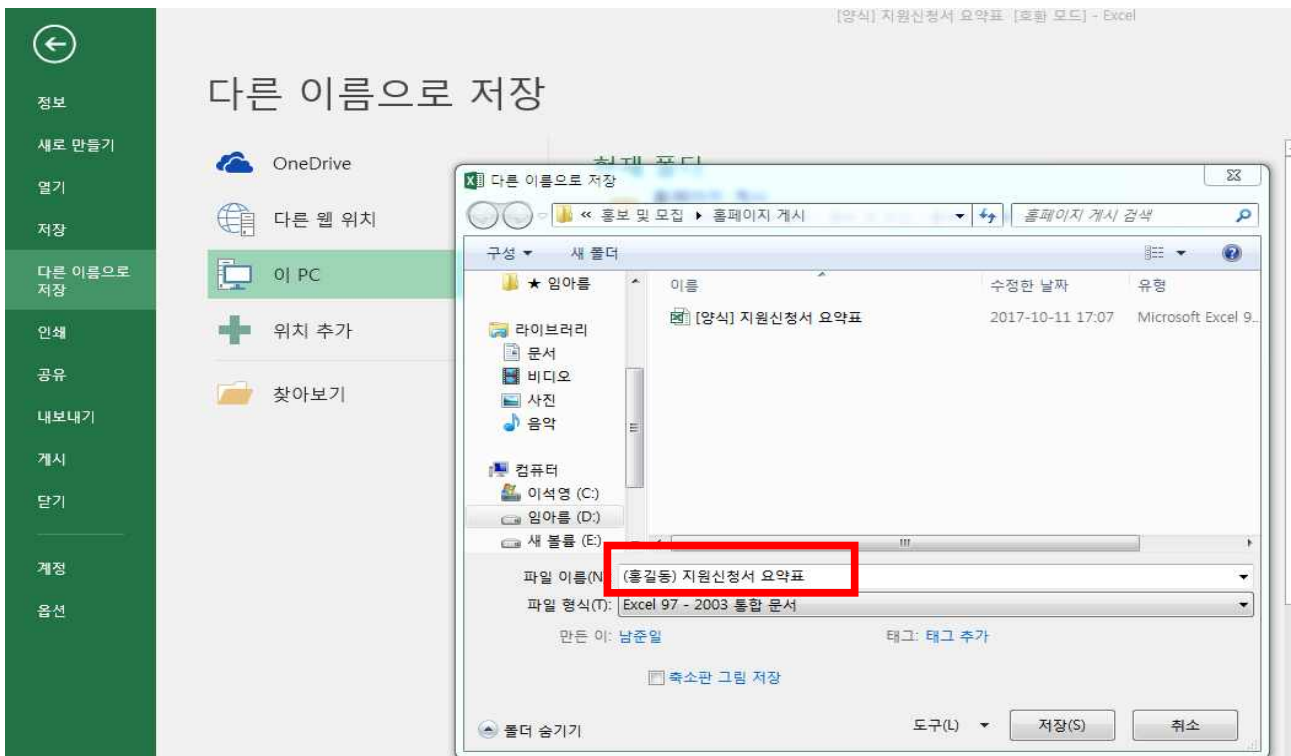 [양식] 지원신청서 요약표 [호환 모드] - Excel
정보
새로 만들기
열기
저장
다른 이름으로
저장
인쇄
공유
내보내기
게시
닫기
계정
옵션
다른 이름으로 저장
OneDrive
다른 웹 위치
이 PC
위치 추가
찾아보기
현재 폴더
다른 이름으로 저장
« 홍보 및 모집 ▸ 홈페이지 게시
홈페이지 게시 검색
구성 ▼ 새 폴더
★ 임아름
라이브러리
문서
비디오
사진
음악
컴퓨터
이석영 (C:)
임아름 (D:)
새 볼륨 (E:)
이름 수정한 날짜 유형
[양식] 지원신청서 요약표 2017-10-11 17:07 Microsoft Excel 9...
파일 이름(N (홍길동) 지원신청서 요약표
파일 형식(T): Excel 97 - 2003 통합 문서
만든 이: 남준일 태그: 태그 추가
축소판 그림 저장
폴더 숨기기 도구(L) ▼ 저장(S) 취소